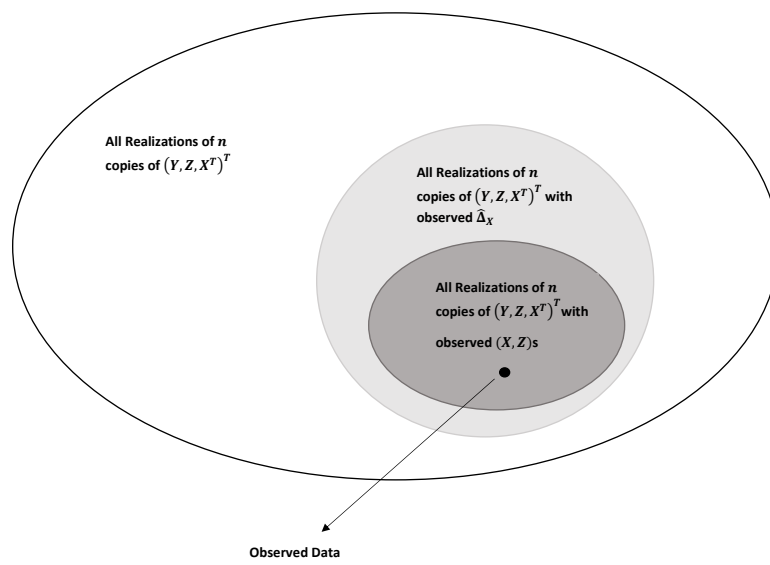 All Realizations of n
copies of (Y, Z, X^T)^T
All Realizations of n
copies of (Y, Z, X^T)^T with
observed Δ̂_X
All Realizations of n
copies of (Y, Z, X^T)^T with
observed (X, Z)s
Observed Data